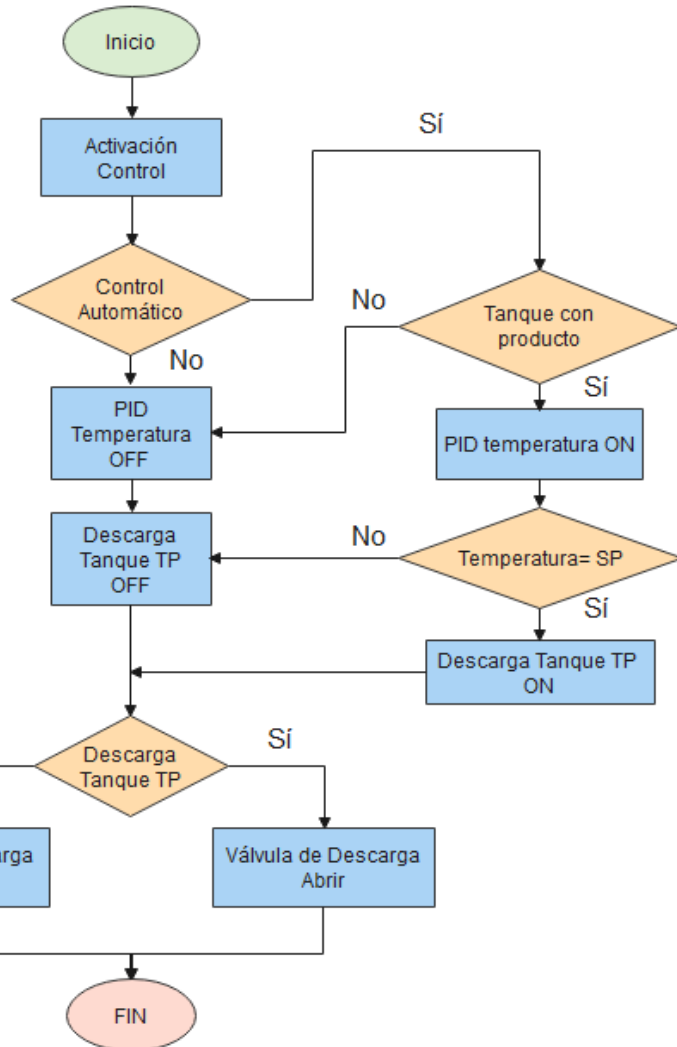 Inicio
Activación
Control
Sí
Control
Automático
No
Tanque con
producto
No
Sí
PID
Temperatura
OFF
PID temperatura ON
Descarga
Tanque TP
OFF
No
Temperatura= SP
Sí
Descarga Tanque TP
ON
Descarga
Tanque TP
Sí
Válvula de Descarga
Abrir
FIN